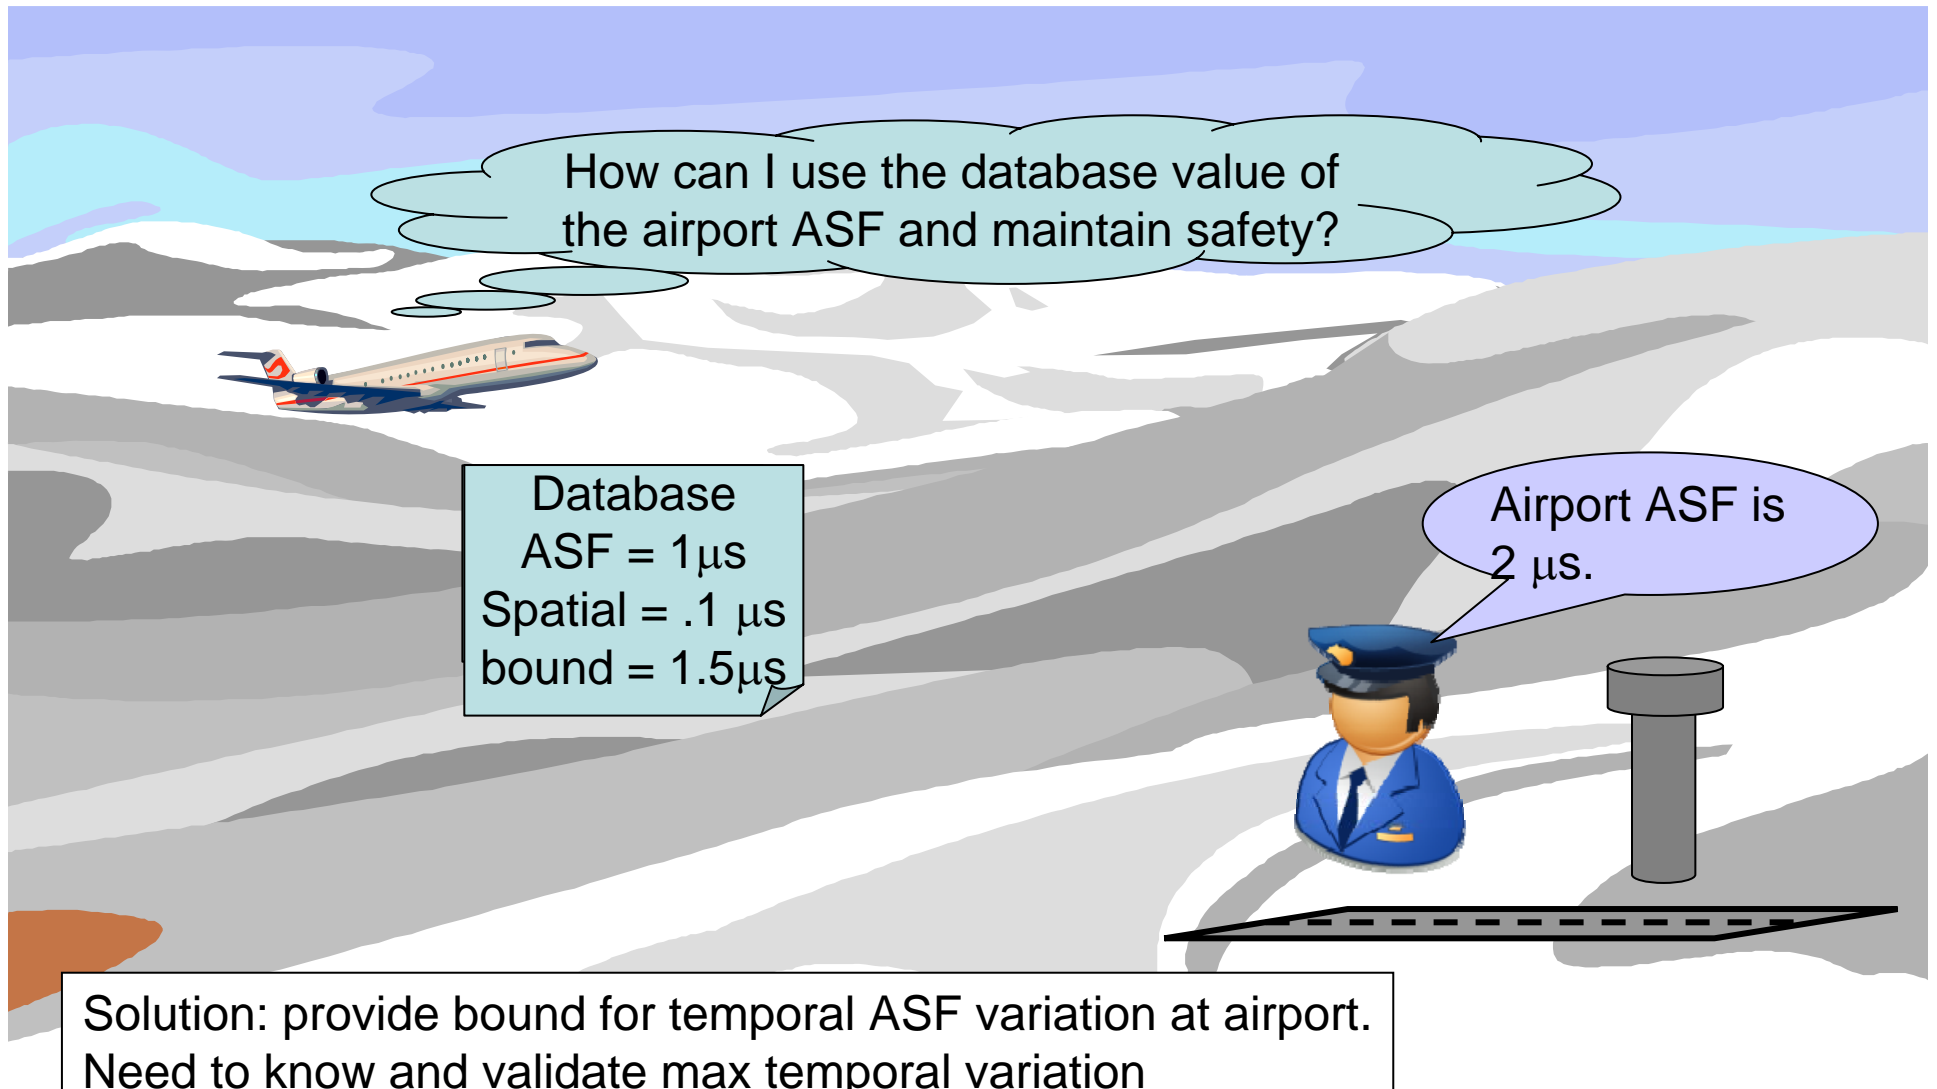 How can I use the database value of
the airport ASF and maintain safety?
Database
ASF = 1μs
Spatial = .1 μs
bound = 1.5μs
Airport ASF is
2 μs.
Solution: provide bound for temporal ASF variation at airport.
Need to know and validate max temporal variation